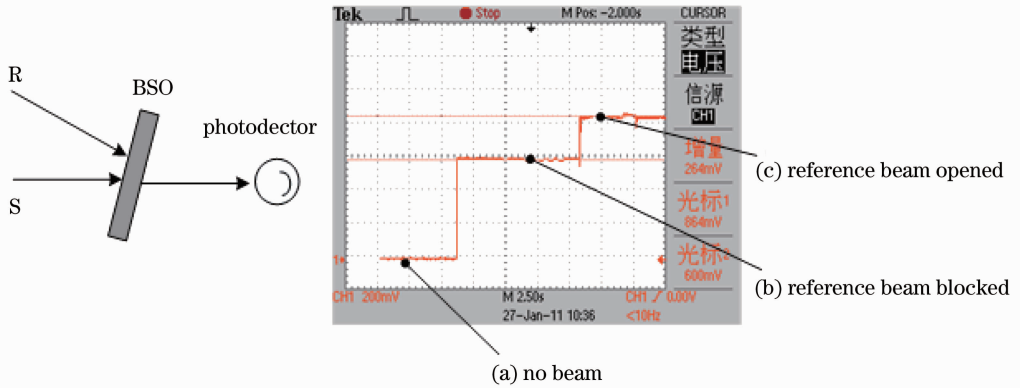 R
BSO
photodector
S
Tek
Stop
M Pos: -2.000s
CURSOR
类型
电压
信源
CH1
增量
264mV
光标1
864mV
光标2
600mV
1
CH1 200mV
M 2.50s
CH1 0.00V
27-Jan-11 10:36
<10Hz
(c) reference beam opened
(b) reference beam blocked
(a) no beam